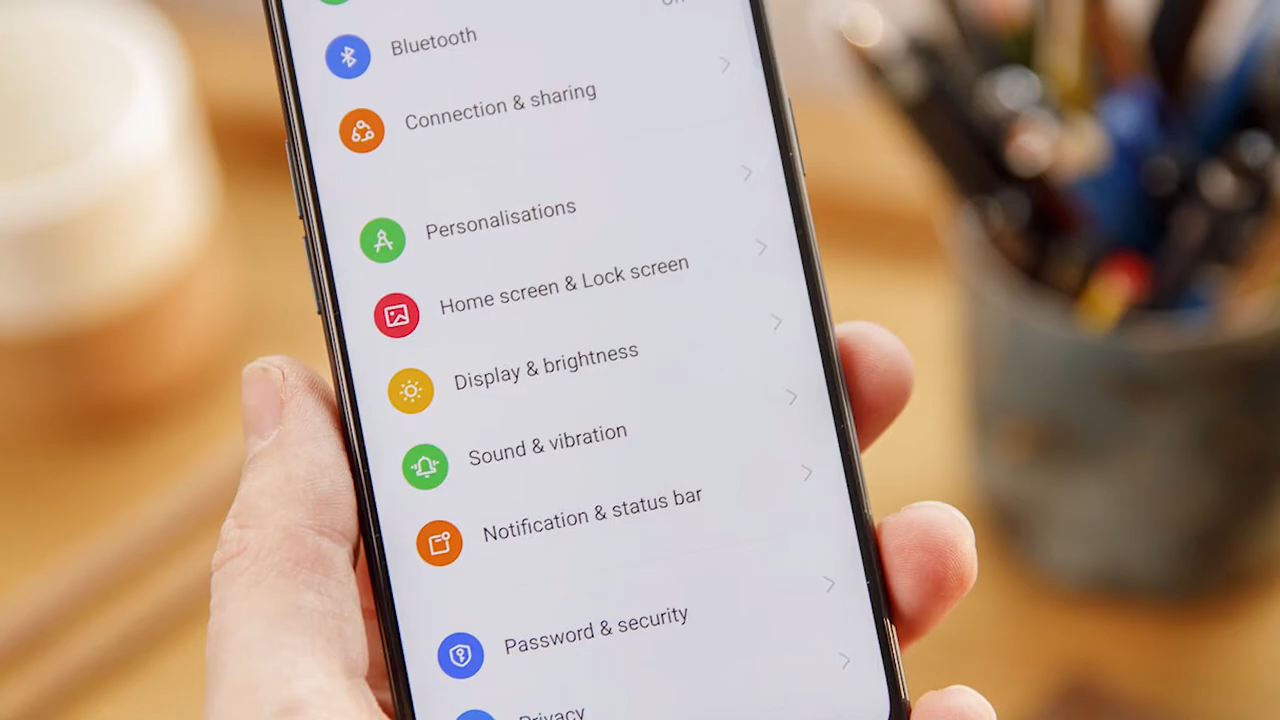 Bluetooth
Connection & sharing
Personalisations
Home screen & Lock screen
Display & brightness
Sound & vibration
Notification & status bar
Password & security
Privacy